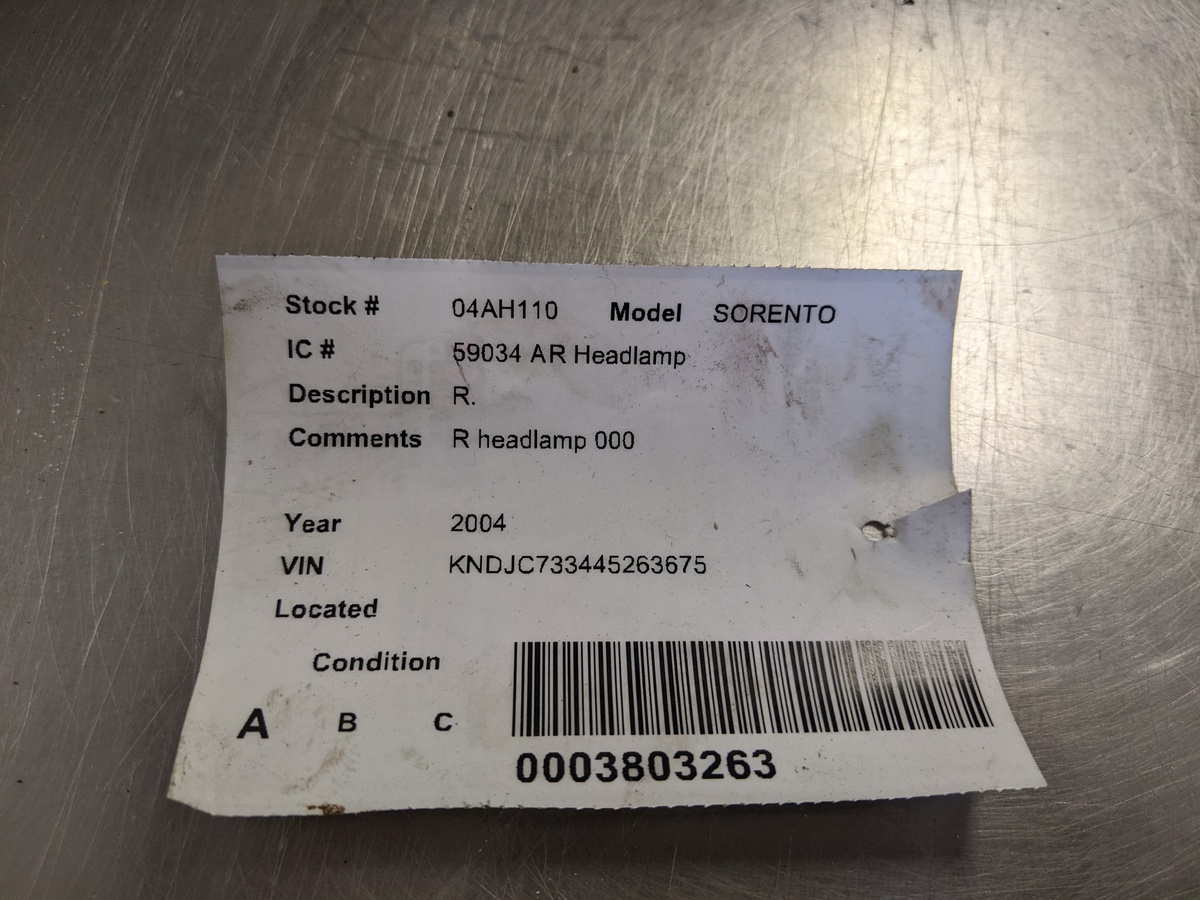 Stock # 04AH110 Model SORENTO
IC # 59034 AR Headlamp
Description R.
Comments R headlamp 000
Year 2004
VIN KNDJC733445263675
Located
Condition
A B C
0003803263